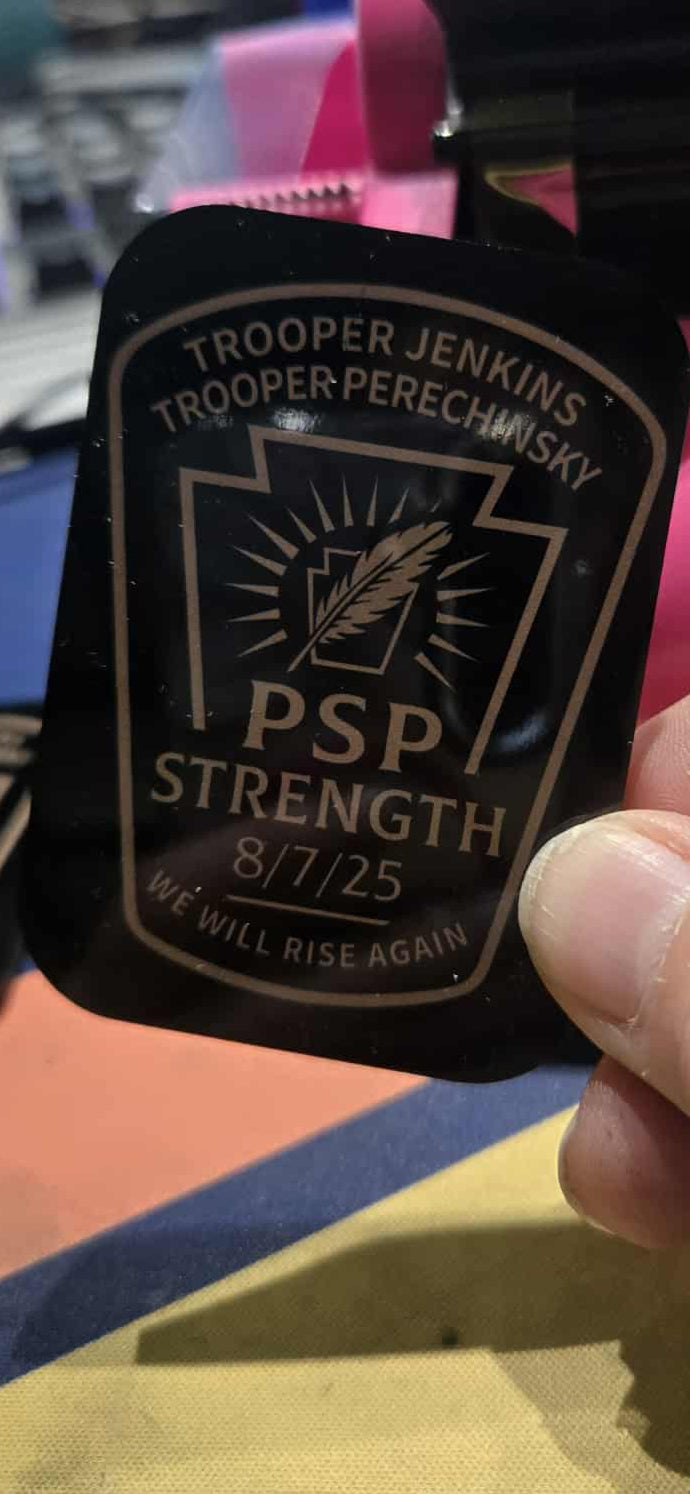 TROOPER JENKINS
TROOPER PERECHINSKY
PSP
STRENGTH
8/7/25
WE WILL RISE AGAIN